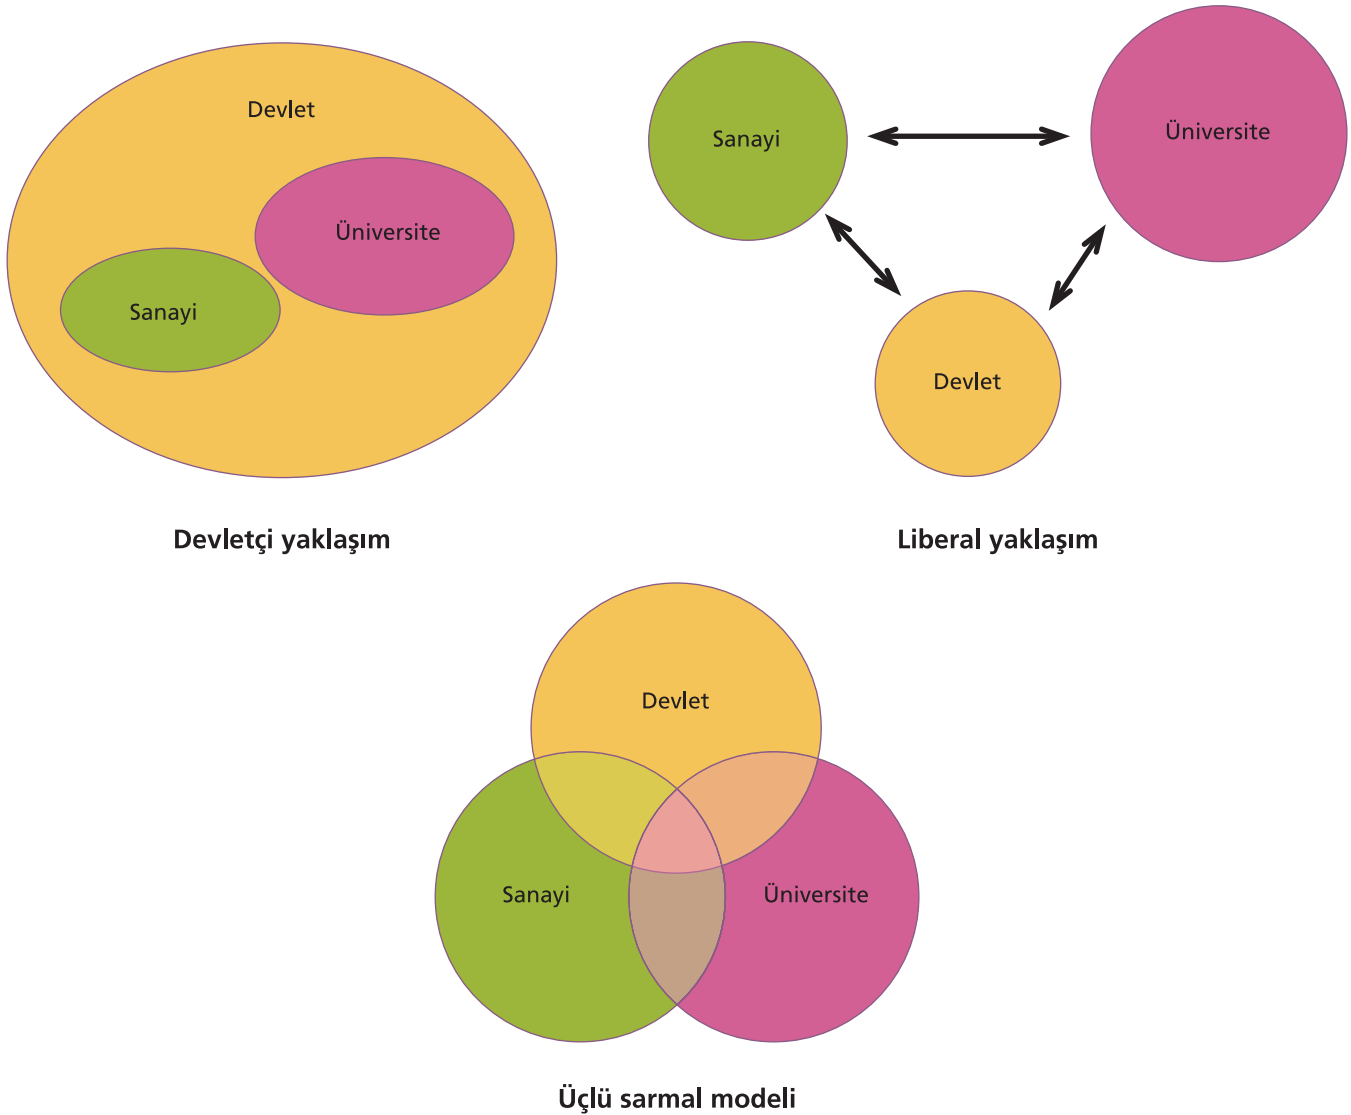 Devlet
Üniversite
Sanayi
Devletçi yaklaşım
Sanayi
Üniversite
Devlet
Liberal yaklaşım
Devlet
Sanayi
Üniversite
Üçlü sarmal modeli